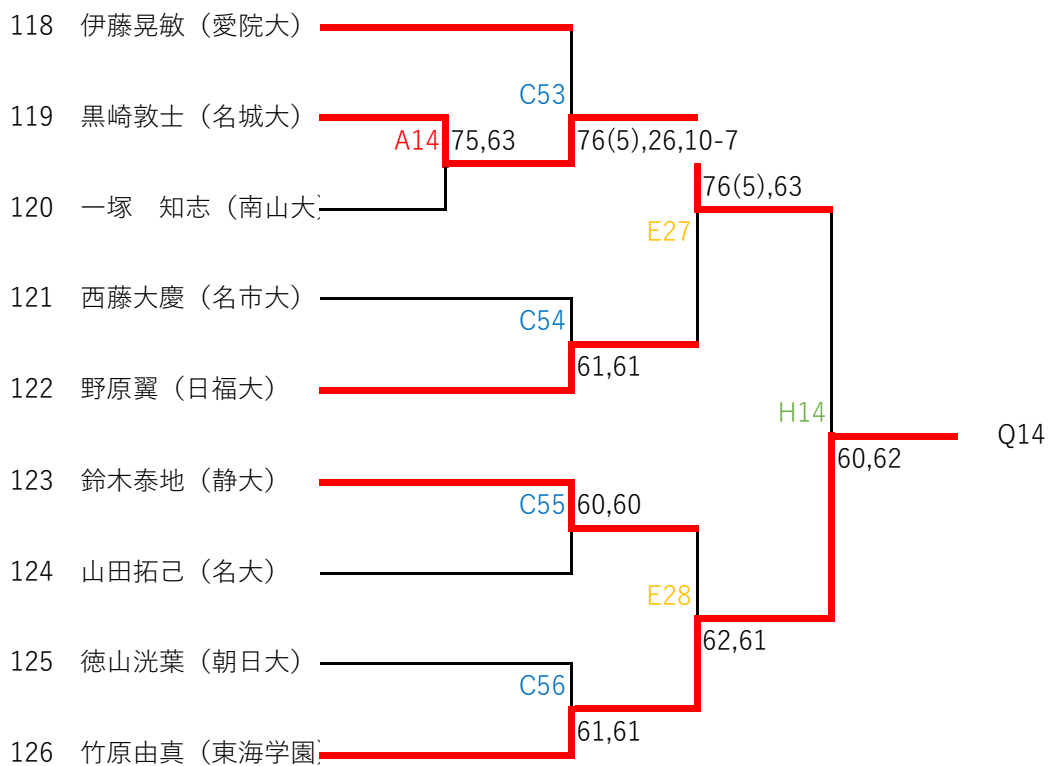 118 伊藤晃敏（愛院大）
C53
119 黒崎敦士（名城大）
A14 75,63 76(5),26,10-7
76(5),63
120 一塚　知志（南山大）
E27
121 西藤大慶（名市大）
C54
61,61
122 野原翼（日福大）
H14
Q14
60,62
123 鈴木泰地（静大）
C55 60,60
124 山田拓己（名大）
E28
62,61
125 徳山洸葉（朝日大）
C56
61,61
126 竹原由真（東海学園）